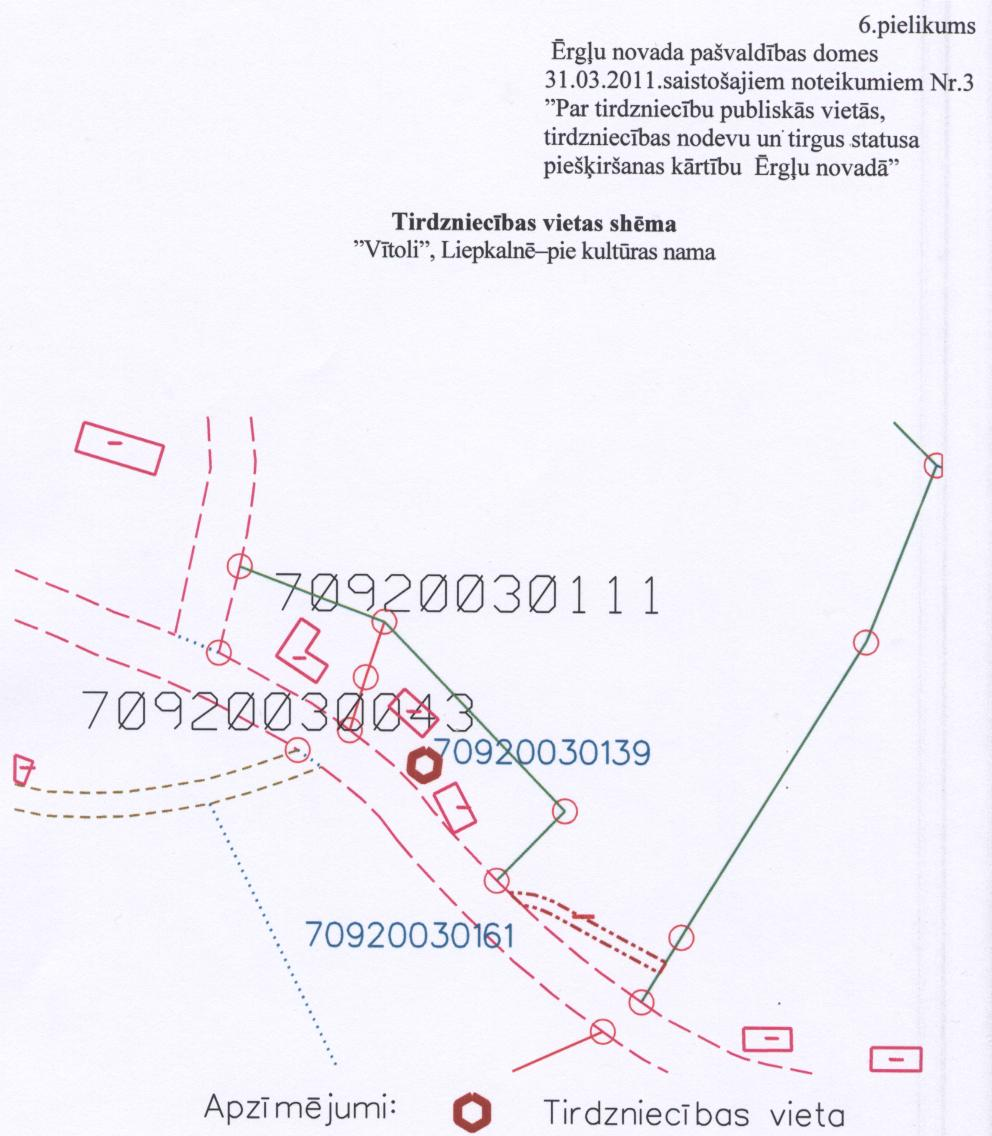 6.pielikums
Ērgļu novada pašvaldības domes
31.03.2011.saistošajiem noteikumiem Nr.3
”Par tirdzniecību publiskās vietās,
tirdzniecības nodevu un tirgus statusa
piešķiršanas kārtību Ērgļu novadā”
Tirdzniecības vietas shēma
”Vītoli”, Liepkalnē–pie kultūras nama
70920030111
70920030043
70920030139
70920030161
Apzīmējumi: Tirdzniecības vieta